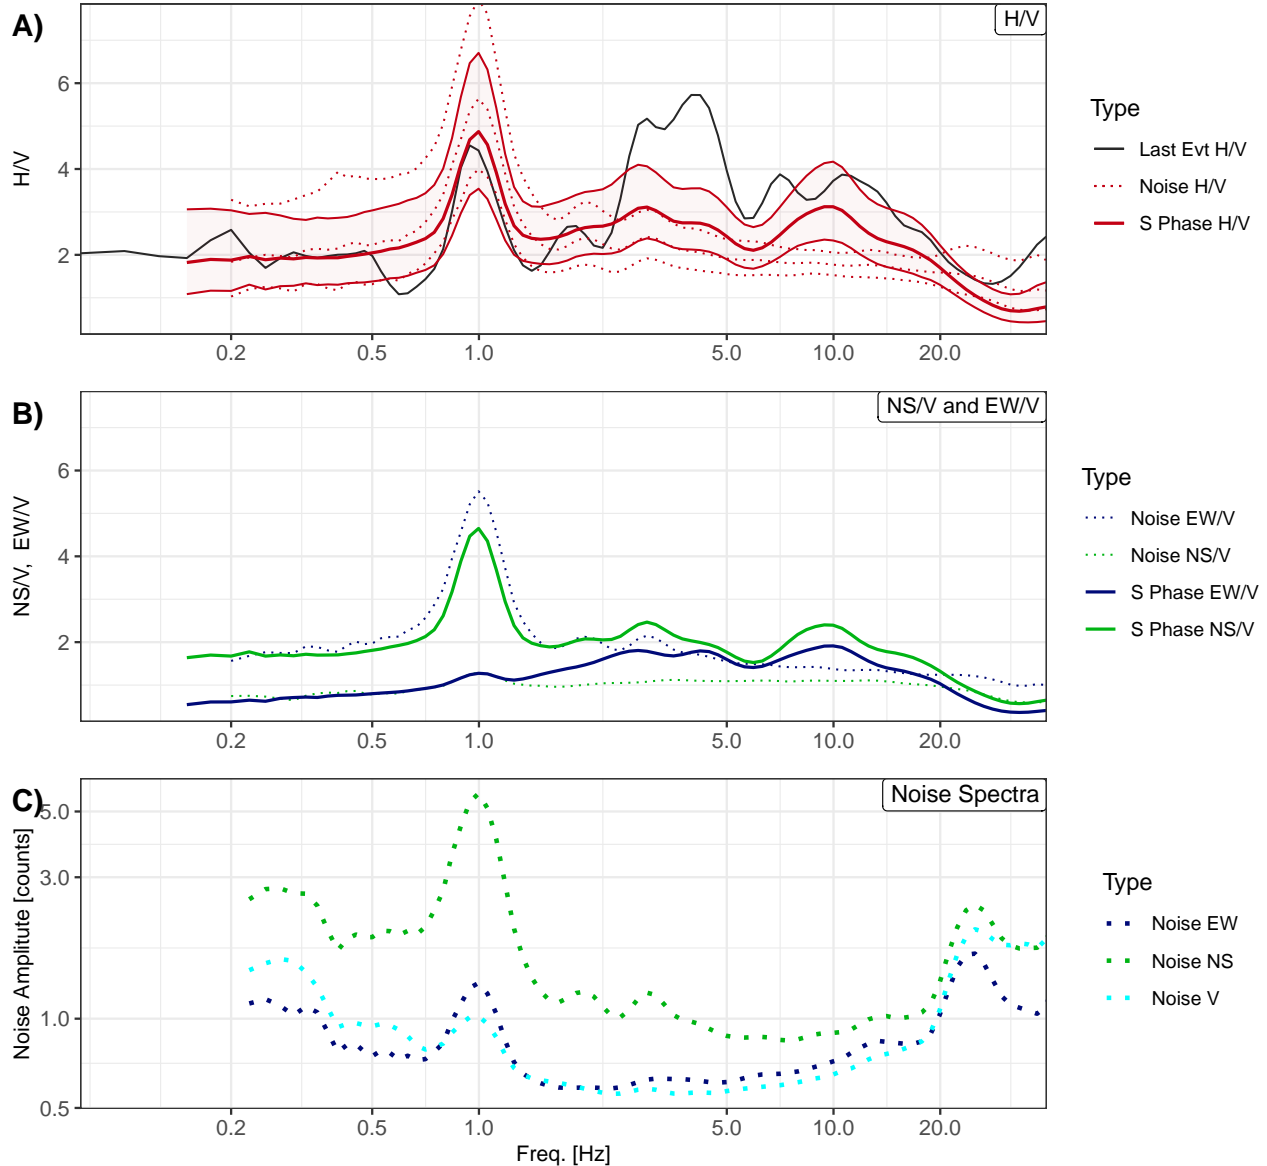 A)
H/V
H/V
6
4
2
0.2
0.5
1.0
5.0
10.0
20.0
Type
Last Evt H/V
Noise H/V
S Phase H/V
B)
NS/V and EW/V
NS/V, EW/V
6
4
2
0.2
0.5
1.0
5.0
10.0
20.0
Type
Noise EW/V
Noise NS/V
S Phase EW/V
S Phase NS/V
C)
Noise Spectra
Noise Amplitute [counts]
5.0
3.0
1.0
0.5
0.2
0.5
1.0
5.0
10.0
20.0
Freq. [Hz]
Type
Noise EW
Noise NS
Noise V